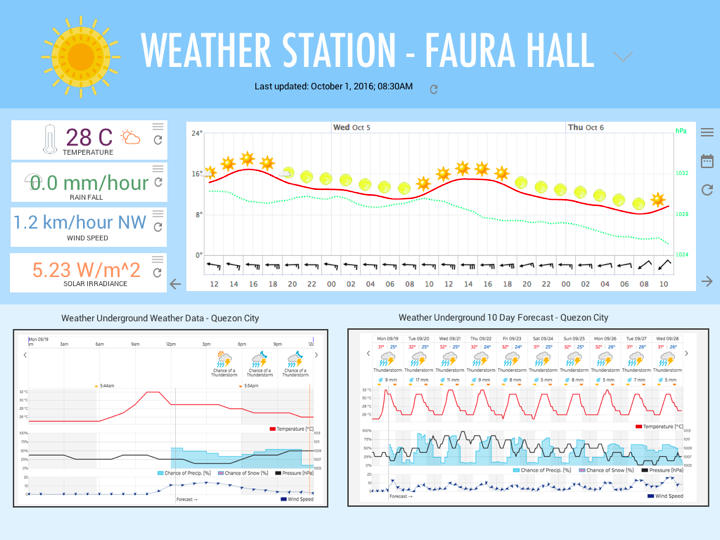 WEATHER STATION - FAURA HALL
Last updated: October 1, 2016; 08:30AM
28 C
TEMPERATURE
0.0 mm/hour
RAIN FALL
1.2 km/hour NW
WIND SPEED
5.23 W/m^2
SOLAR IRRADIANCE
Wed Oct 5
Thu Oct 6
hPa
24°
16°
8°
0°
1032
1028
1024
12 14 16 18 20 22 00 02 04 06 08 10 12 14 16 18 20 22 00 02 04 06 08 10
Weather Underground Weather Data - Quezon City
Mon 09/19
3am 6am 9am 12pm 3pm 6pm 9pm
Chance of a Thunderstorm
Chance of a Thunderstorm
Chance of a Thunderstorm
5:44am
5:54pm
Temperature (°C)
Chance of Precip. (%) Chance of Snow (%) Pressure (hPa)
Forecast →
Wind Speed
Weather Underground 10 Day Forecast - Quezon City
Mon 09/19 Tue 09/20 Wed 09/21 Thu 09/22 Fri 09/23 Sat 09/24 Sun 09/25 Mon 09/26 Tue 09/27 Wed 09/28
Thunderstorm Thunderstorm Thunderstorm Thunderstorm Thunderstorm Thunderstorm Thunderstorm Thunderstorm Thunderstorm Thunderstorm
Temperature (°C)
Chance of Precip. (%) Chance of Snow (%) Pressure (hPa)
Forecast →
Wind Speed